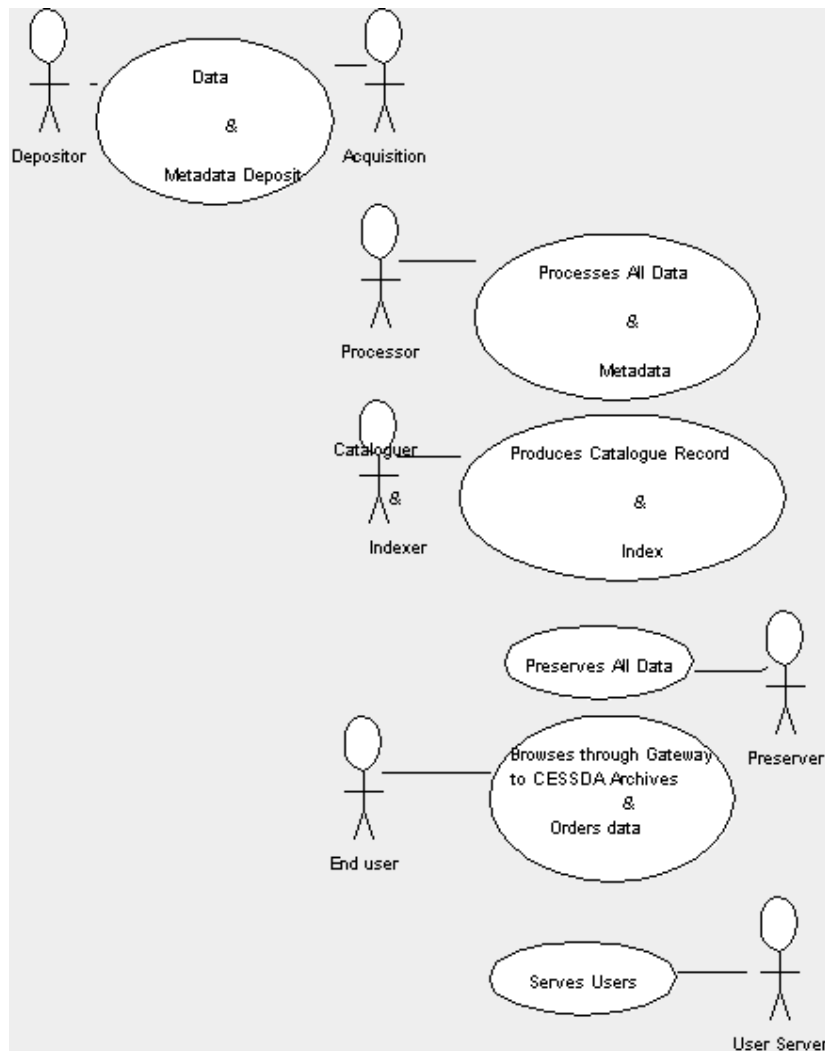 Data
&
Metadata Deposit
Depositor
Acquisition
Processes All Data
&
Metadata
Processor
Cataloguer
&
Indexer
Produces Catalogue Record
&
Index
Preserves All Data
Preserver
Browses through Gateway
to CESSDA Archives
&
Orders data
End user
Serves Users
User Server